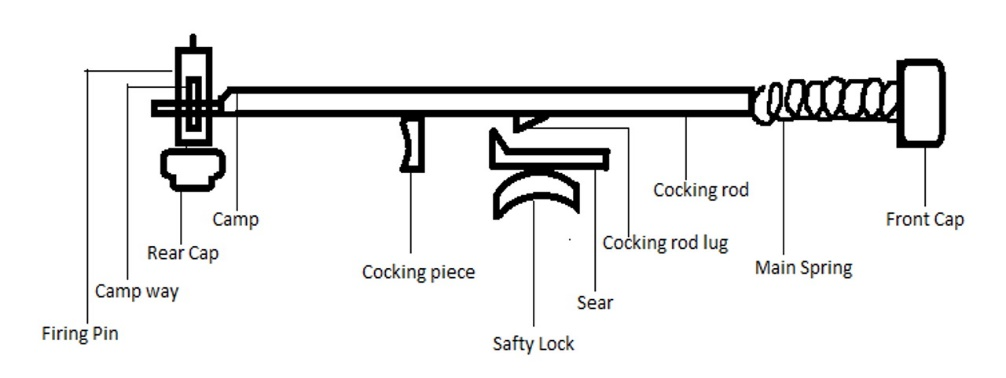 Cocking rod
Camp
Front Cap
Rear Cap
Cocking rod lug
Cocking piece
Main Spring
Camp way
Sear
Firing Pin
Safty Lock